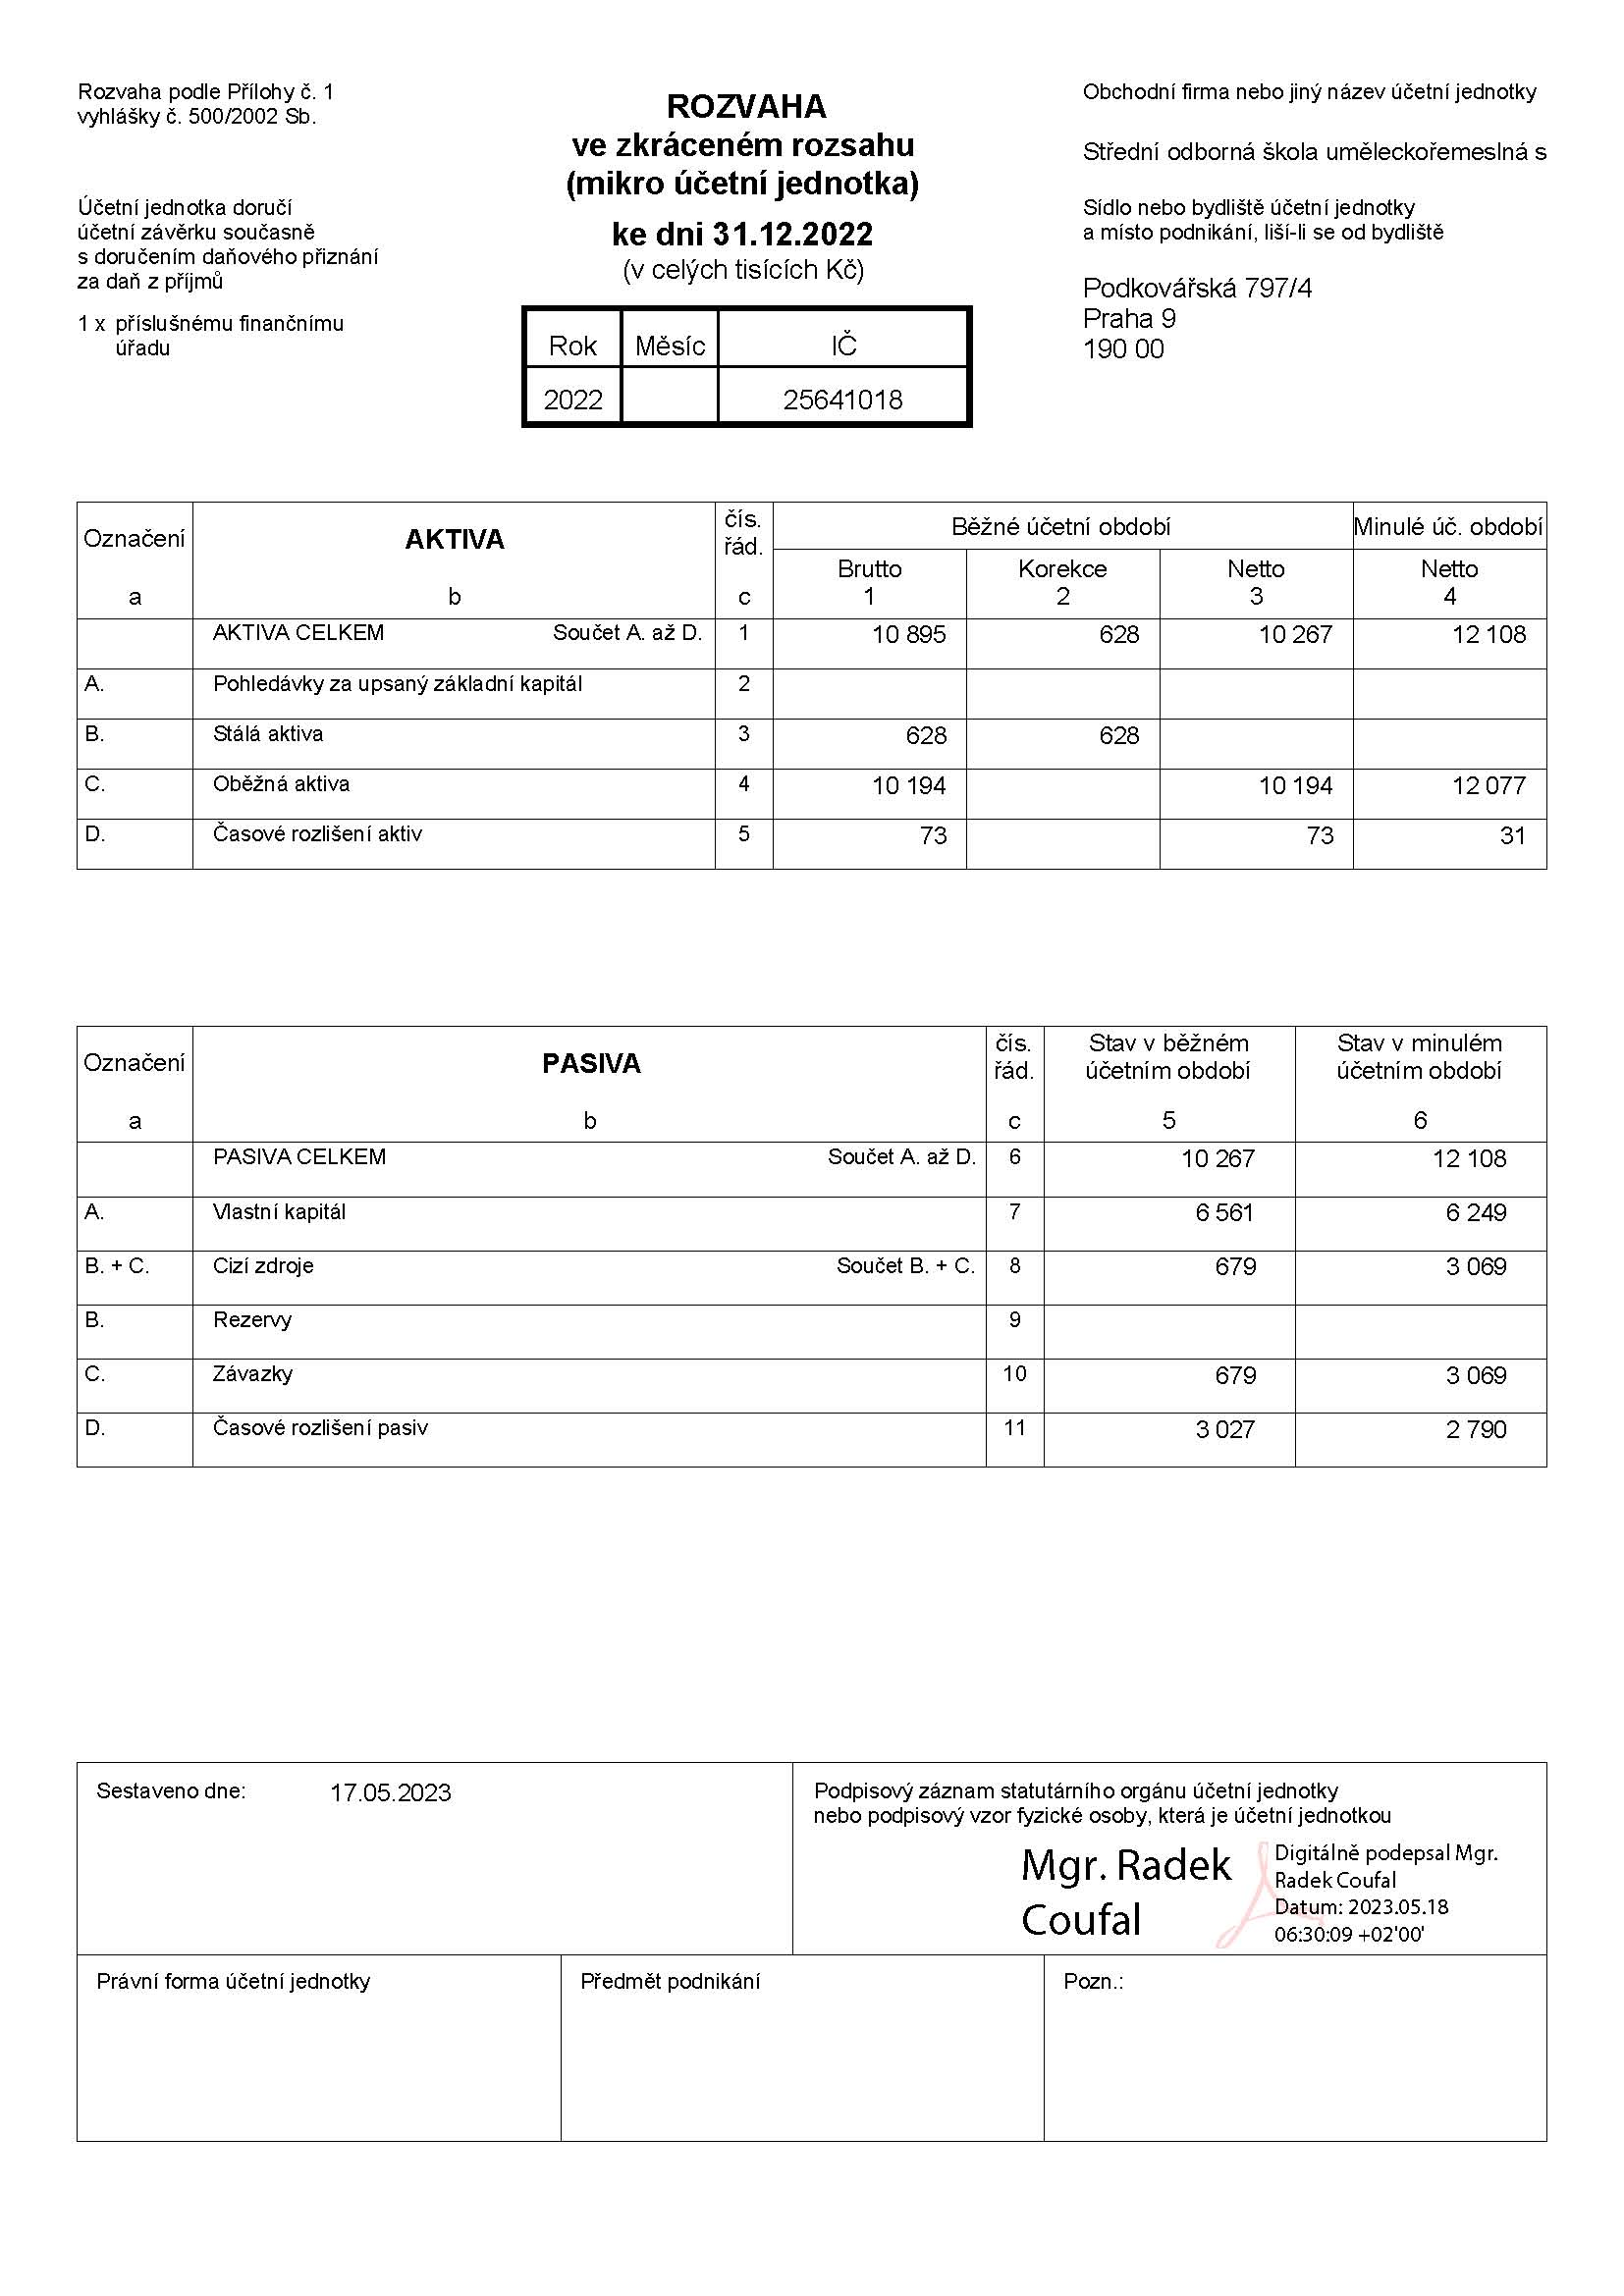 Rozvaha podle Přílohy č. 1
vyhlášky č. 500/2002 Sb.
Účetní jednotka doručí
účetní závěrku současně
s doručením daňového přiznání
za daň z příjmů
1 x příslušnému finančnímu
úřadu
ROZVAHA
ve zkráceném rozsahu
(mikro účetní jednotka)
ke dni 31.12.2022
(v celých tisících Kč)
Rok Měsíc IČ
2022 25641018
Obchodní firma nebo jiný název účetní jednotky
Střední odborná škola uměleckořemeslná s
Sídlo nebo bydliště účetní jednotky
a místo podnikání, liší-li se od bydliště
Podkovářská 797/4
Praha 9
190 00
Označení AKTIVA čís. řád. Běžné účetní období Minulé úč. období
Brutto Korekce Netto Netto
a b c 1 2 3 4
AKTIVA CELKEM Součet A. až D. 1 10 895 628 10 267 12 108
A. Pohledávky za upsaný základní kapitál 2
B. Stálá aktiva 3 628 628
C. Oběžná aktiva 4 10 194 10 194 12 077
D. Časové rozlišení aktiv 5 73 73 31
Označení PASIVA čís. řád. Stav v běžném účetním období Stav v minulém účetním období
a b c 5 6
PASIVA CELKEM Součet A. až D. 6 10 267 12 108
A. Vlastní kapitál 7 6 561 6 249
B. + C. Cizí zdroje Součet B. + C. 8 679 3 069
B. Rezervy 9
C. Závazky 10 679 3 069
D. Časové rozlišení pasiv 11 3 027 2 790
Sestaveno dne: 17.05.2023
Podpisový záznam statutárního orgánu účetní jednotky
nebo podpisový vzor fyzické osoby, která je účetní jednotkou
Mgr. Radek
Coufal
Digitálně podepsal Mgr.
Radek Coufal
Datum: 2023.05.18
06:30:09 +02'00'
Právní forma účetní jednotky Předmět podnikání Pozn.: